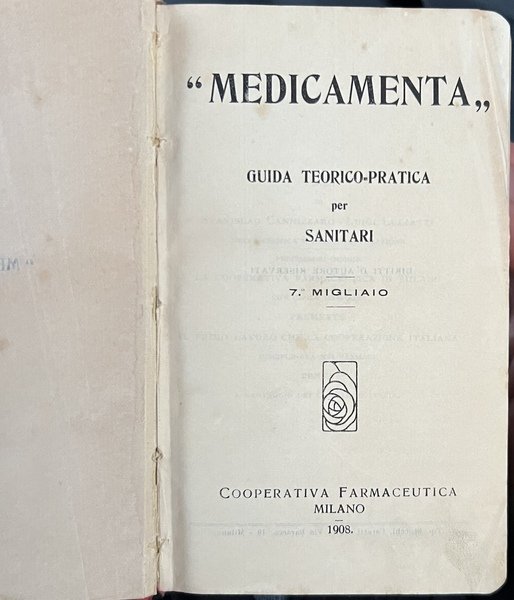 “MEDICAMENTA„
GUIDA TEORICO-PRATICA
per
SANITARI
7.° MIGLIAIO
COOPERATIVA FARMACEUTICA
MILANO
1908.